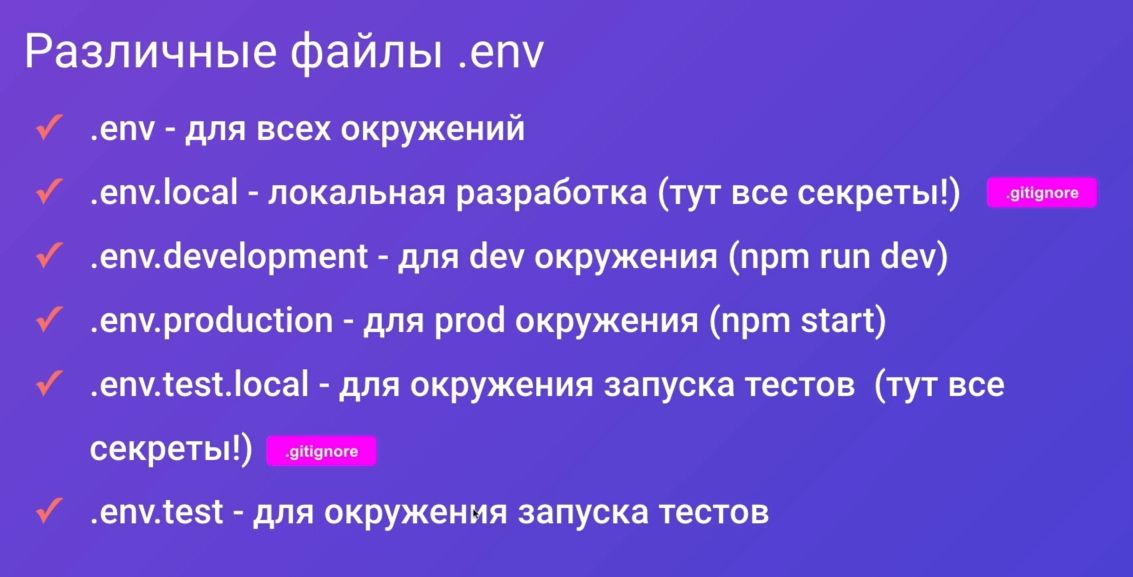 Различные файлы .env
.env - для всех окружений
.env.local - локальная разработка (тут все секреты!) .gitignore
.env.development - для dev окружения (npm run dev)
.env.production - для prod окружения (npm start)
.env.test.local - для окружения запуска тестов (тут все
секреты!) .gitignore
.env.test - для окружения запуска тестов